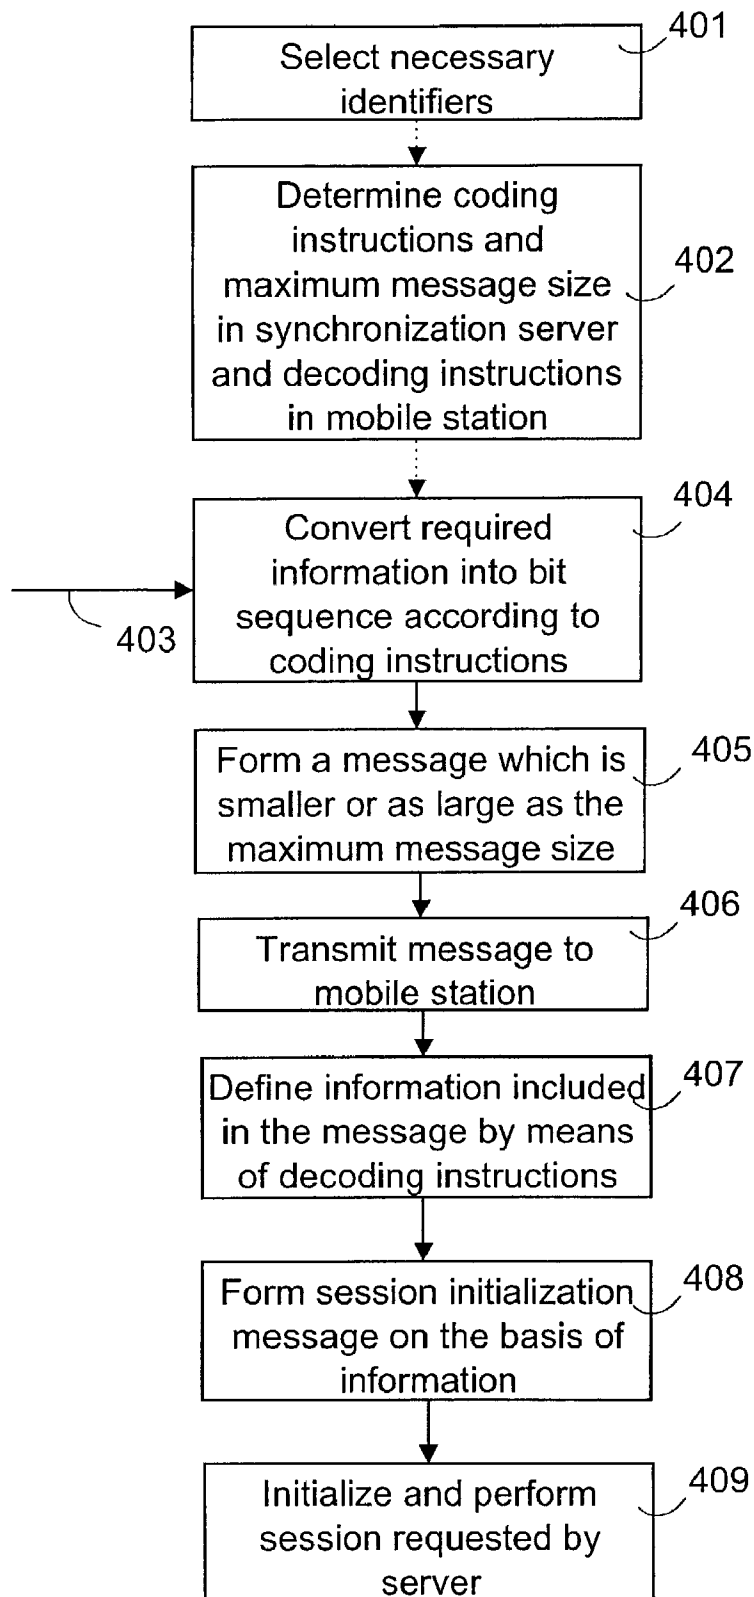 401
Select necessary
identifiers
Determine coding
instructions and
maximum message size
in synchronization server
and decoding instructions
in mobile station
402
404
Convert required
information into bit
sequence according to
coding instructions
403
405
Form a message which is
smaller or as large as the
maximum message size
406
Transmit message to
mobile station
407
Define information included
in the message by means
of decoding instructions
408
Form session initialization
message on the basis of
information
409
Initialize and perform
session requested by
server